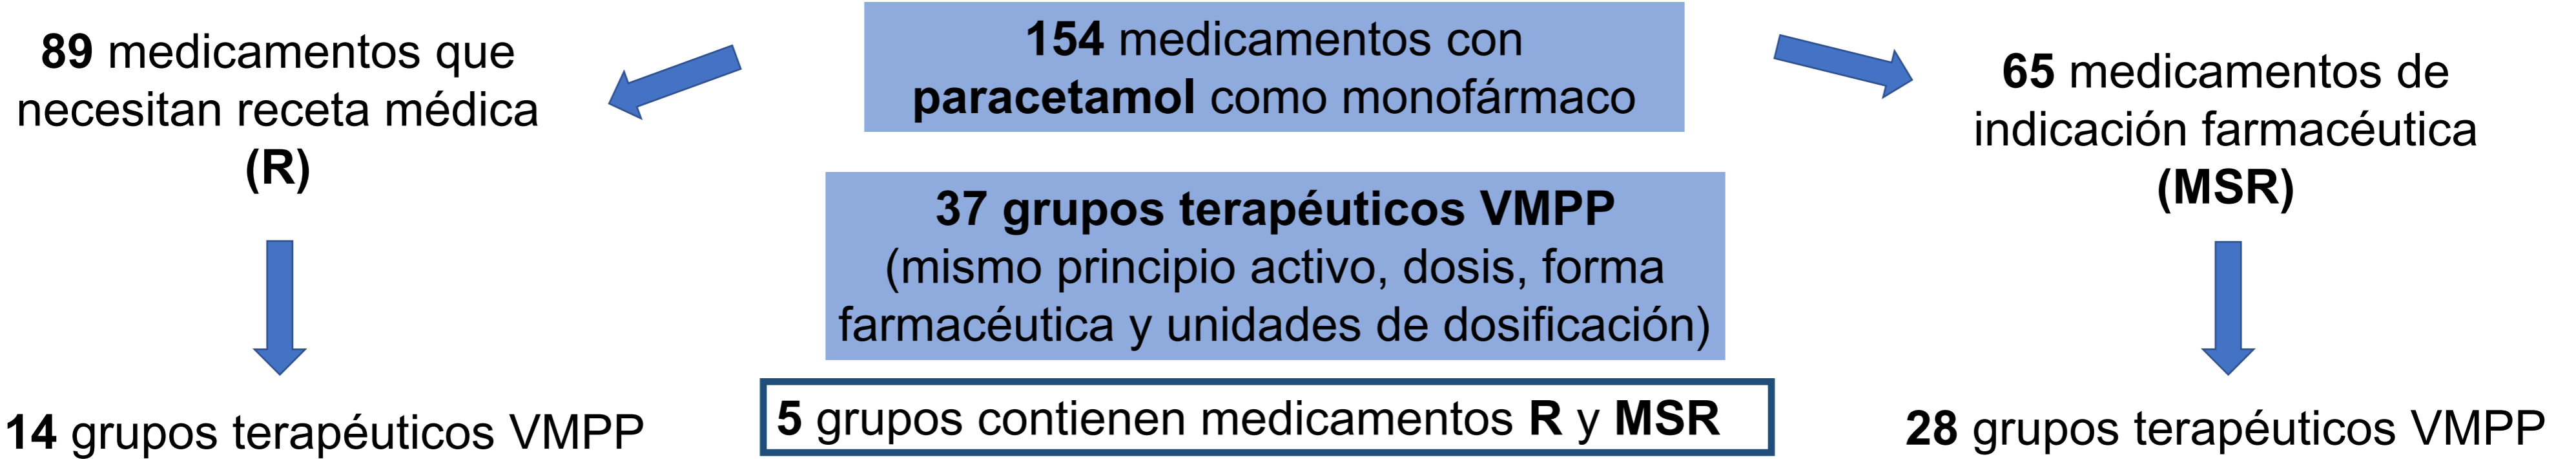 89 medicamentos que
necesitan receta médica
(R)
154 medicamentos con
paracetamol como monofármaco
65 medicamentos de
indicación farmacéutica
(MSR)
37 grupos terapéuticos VMPP
(mismo principio activo, dosis, forma
farmacéutica y unidades de dosificación)
14 grupos terapéuticos VMPP
5 grupos contienen medicamentos R y MSR
28 grupos terapéuticos VMPP